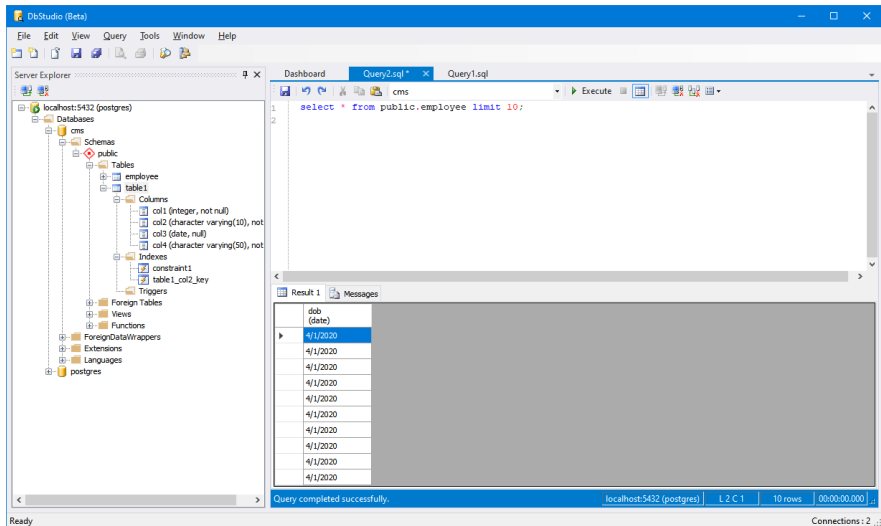 DbStudio (Beta)
File Edit View Query Tools Window Help
Server Explorer
localhost:5432 (postgres)
Databases
cms
Schemas
public
Tables
employee
table1
Columns
col1 (integer, not null)
col2 (character varying(10), not
col3 (date, null)
col4 (character varying(50), not
Indexes
constraint1
table1_col2_key
Triggers
Foreign Tables
Views
Functions
ForeignDataWrappers
Extensions
Languages
postgres
Dashboard Query2.sql* Query1.sql
cms Execute
1 select * from public.employee limit 10;
2
Result 1 Messages
dob
(date)
4/1/2020
4/1/2020
4/1/2020
4/1/2020
4/1/2020
4/1/2020
4/1/2020
4/1/2020
4/1/2020
4/1/2020
Query completed successfully. localhost:5432 (postgres) L 2 C 1 10 rows 00:00:00.000
Ready Connections : 2